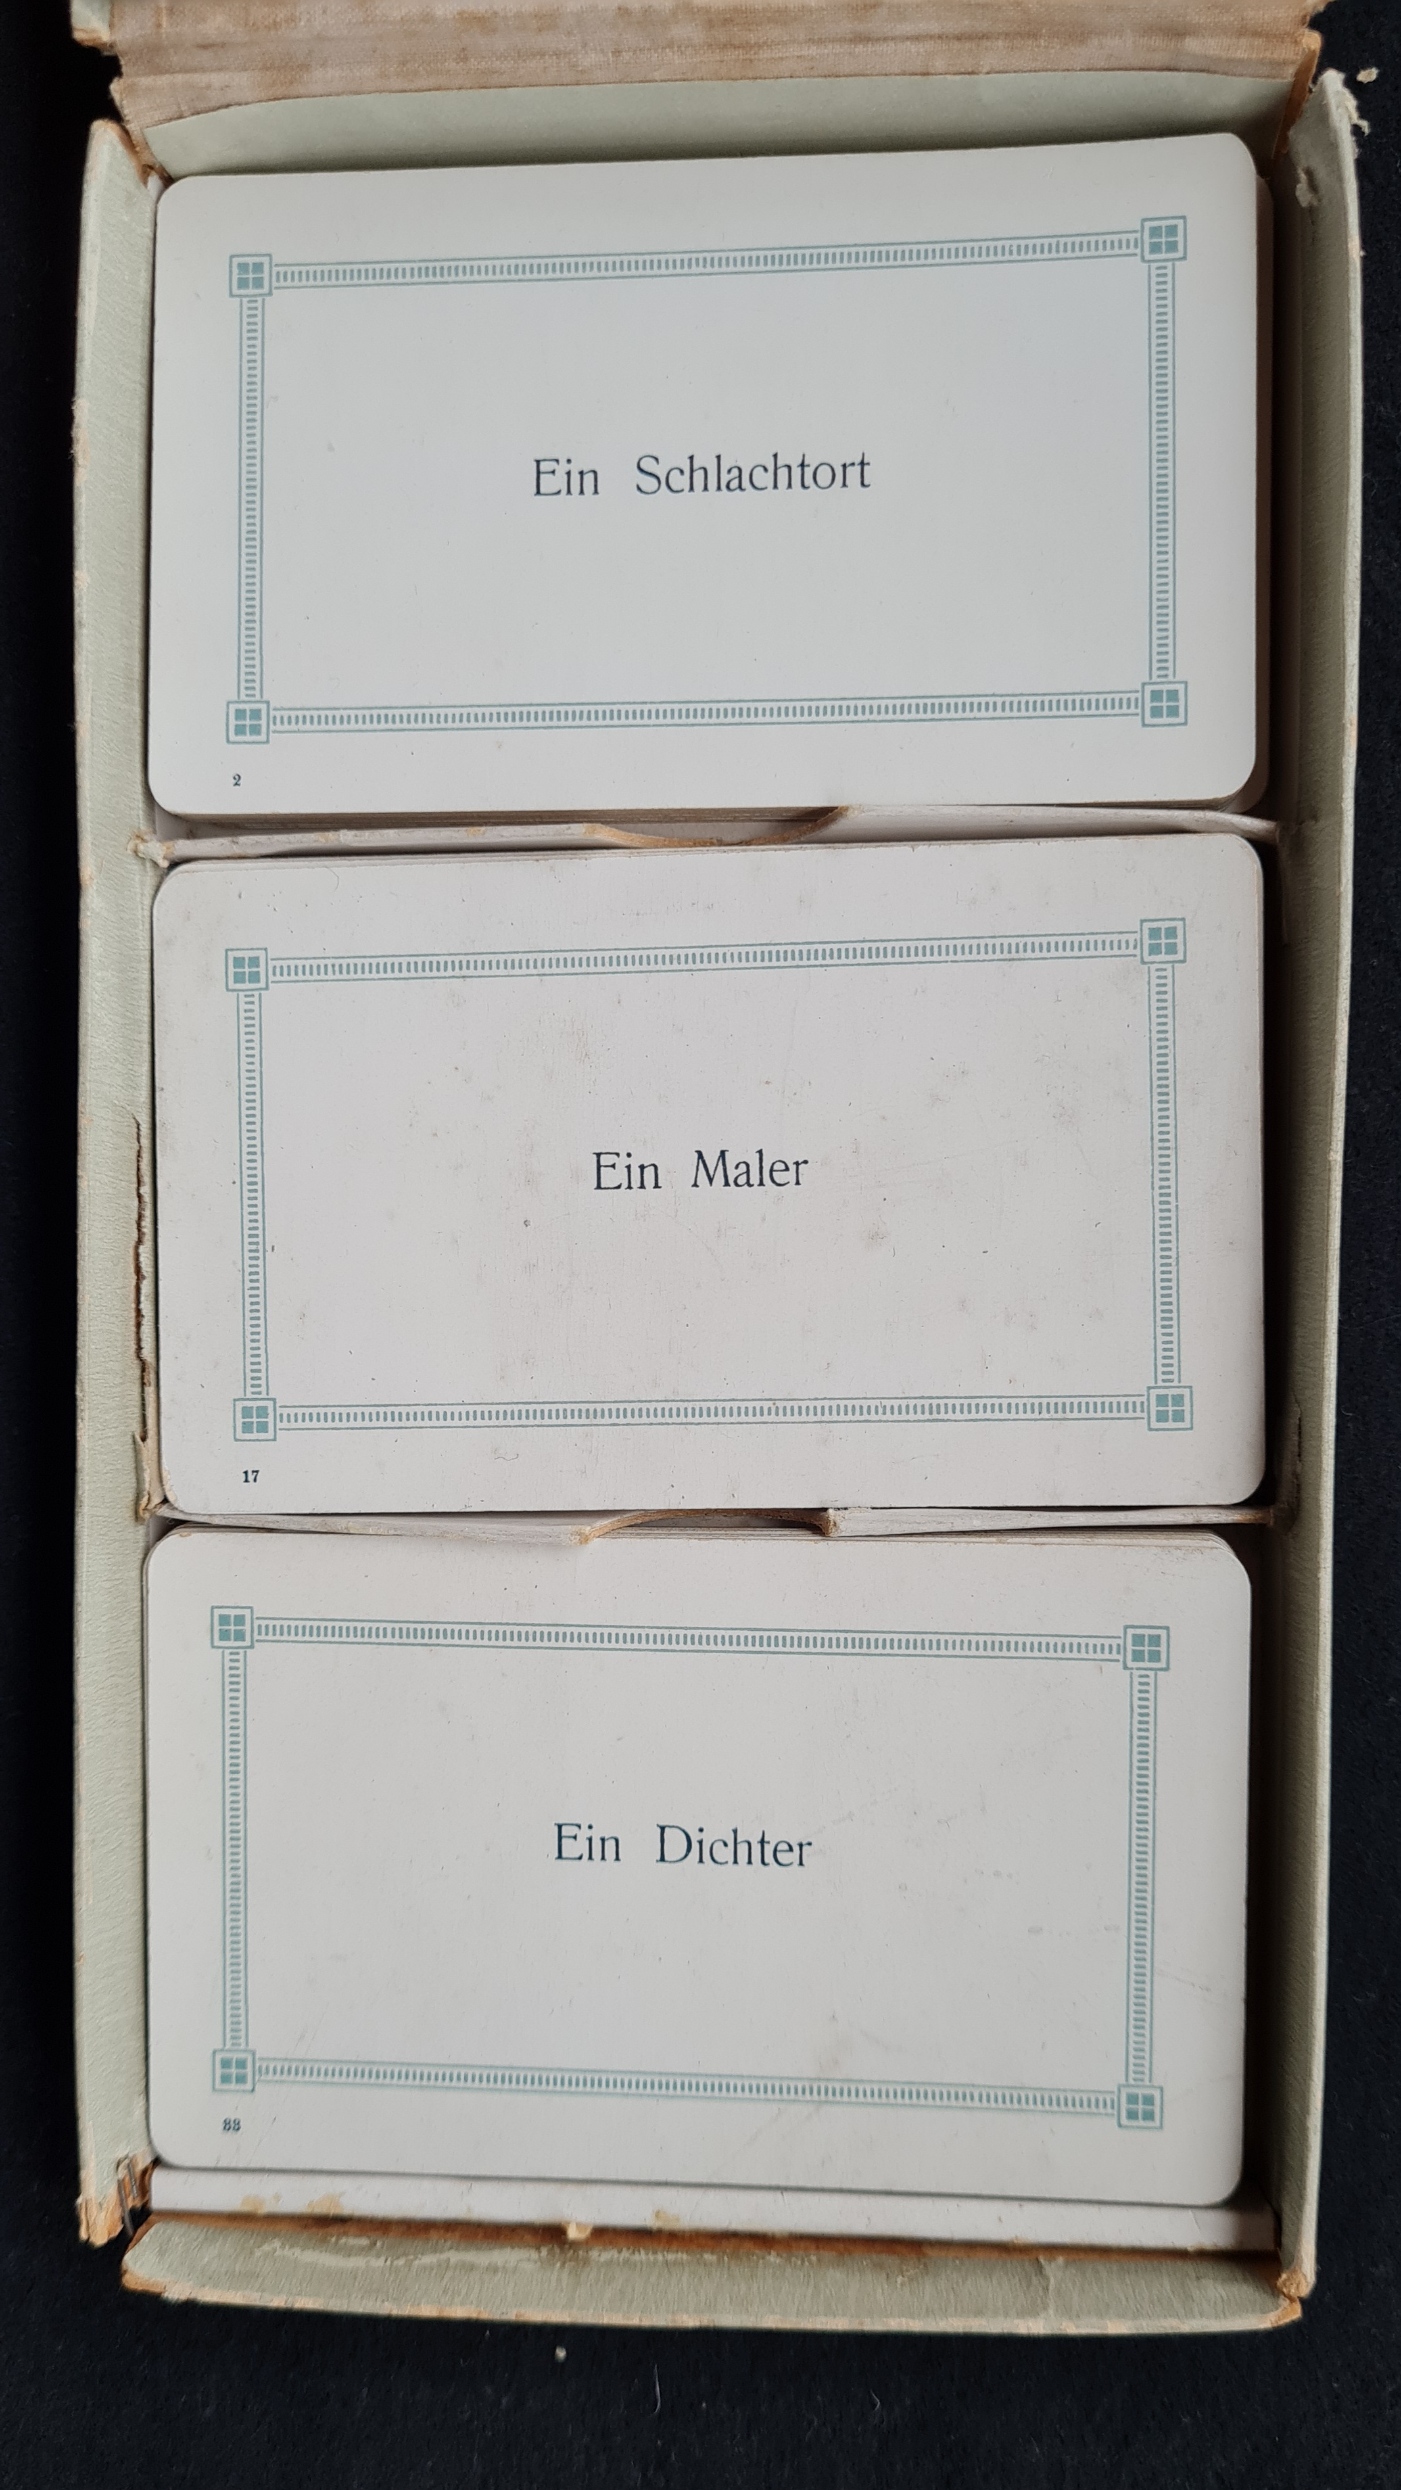 Ein Schlachtort
2
Ein Maler
17
Ein Dichter
88